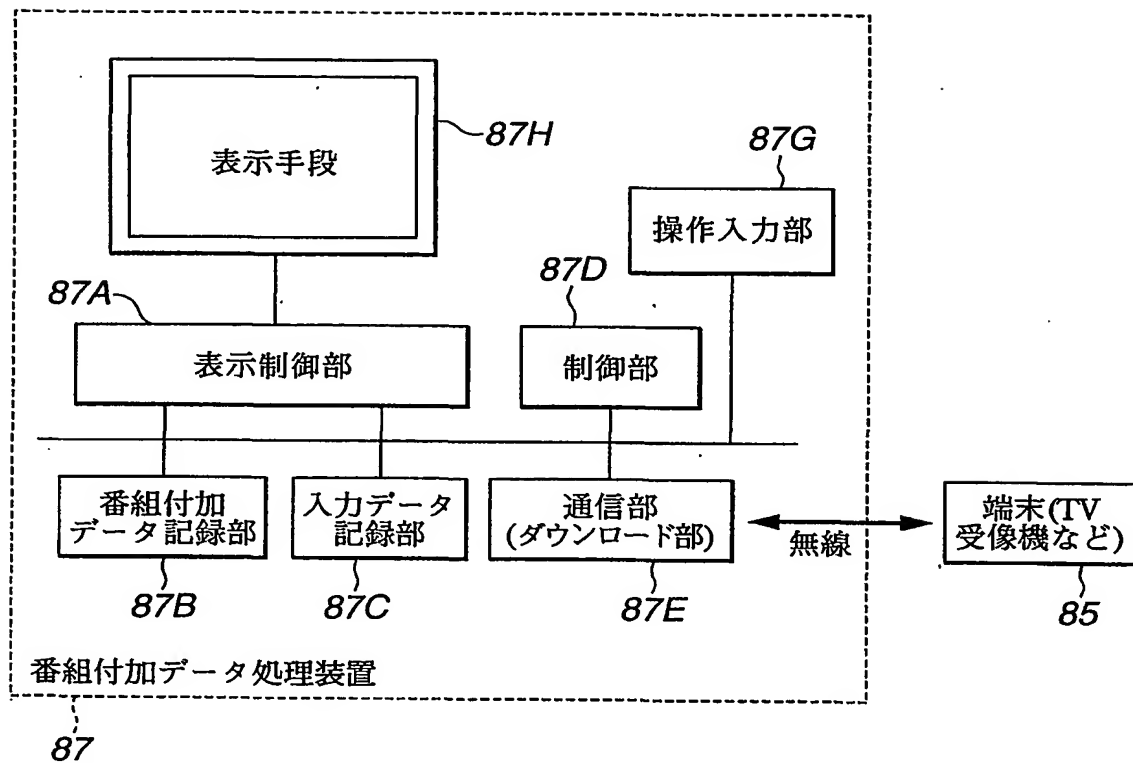 87H
表示手段
87G
操作入力部
87D
87A
表示制御部
制御部
番組付加
データ記録部
入力データ
記録部
通信部
(ダウンロード部)
無線
端末(TV
受像機など)
87B
87C
87E
85
番組付加データ処理装置
87